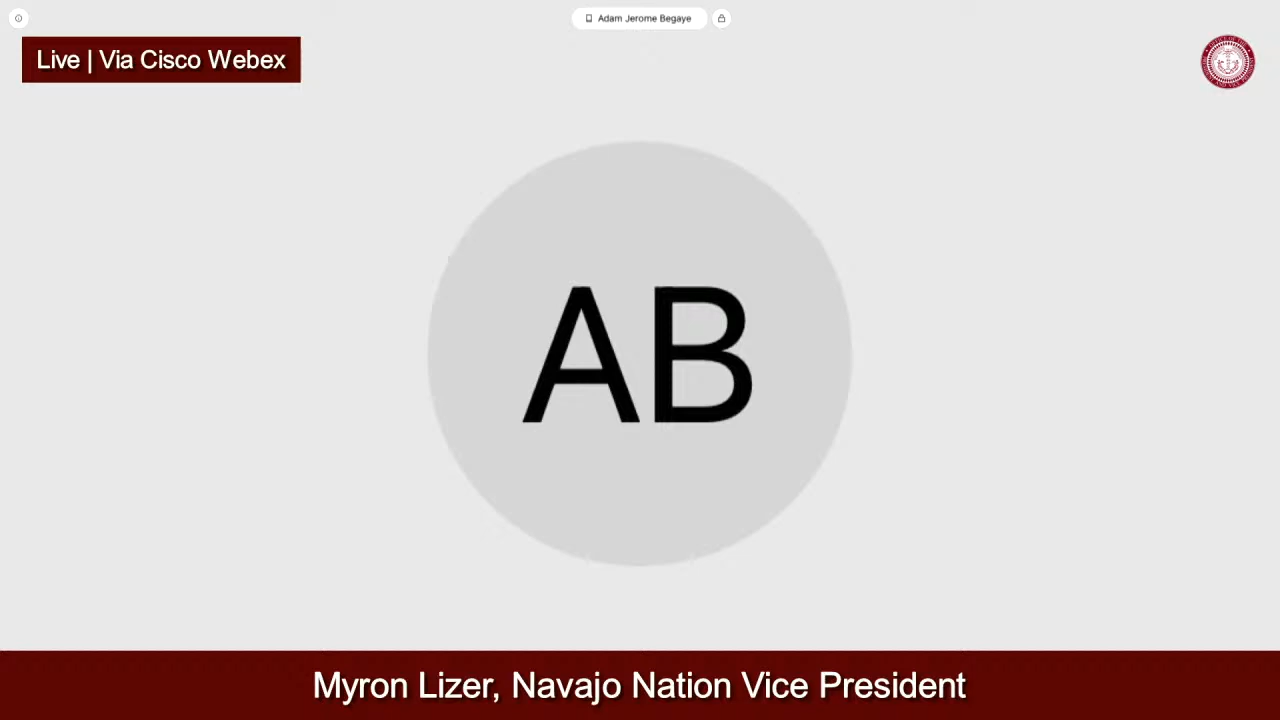 Adam Jerome Begaye
Live | Via Cisco Webex
AB
Myron Lizer, Navajo Nation Vice President